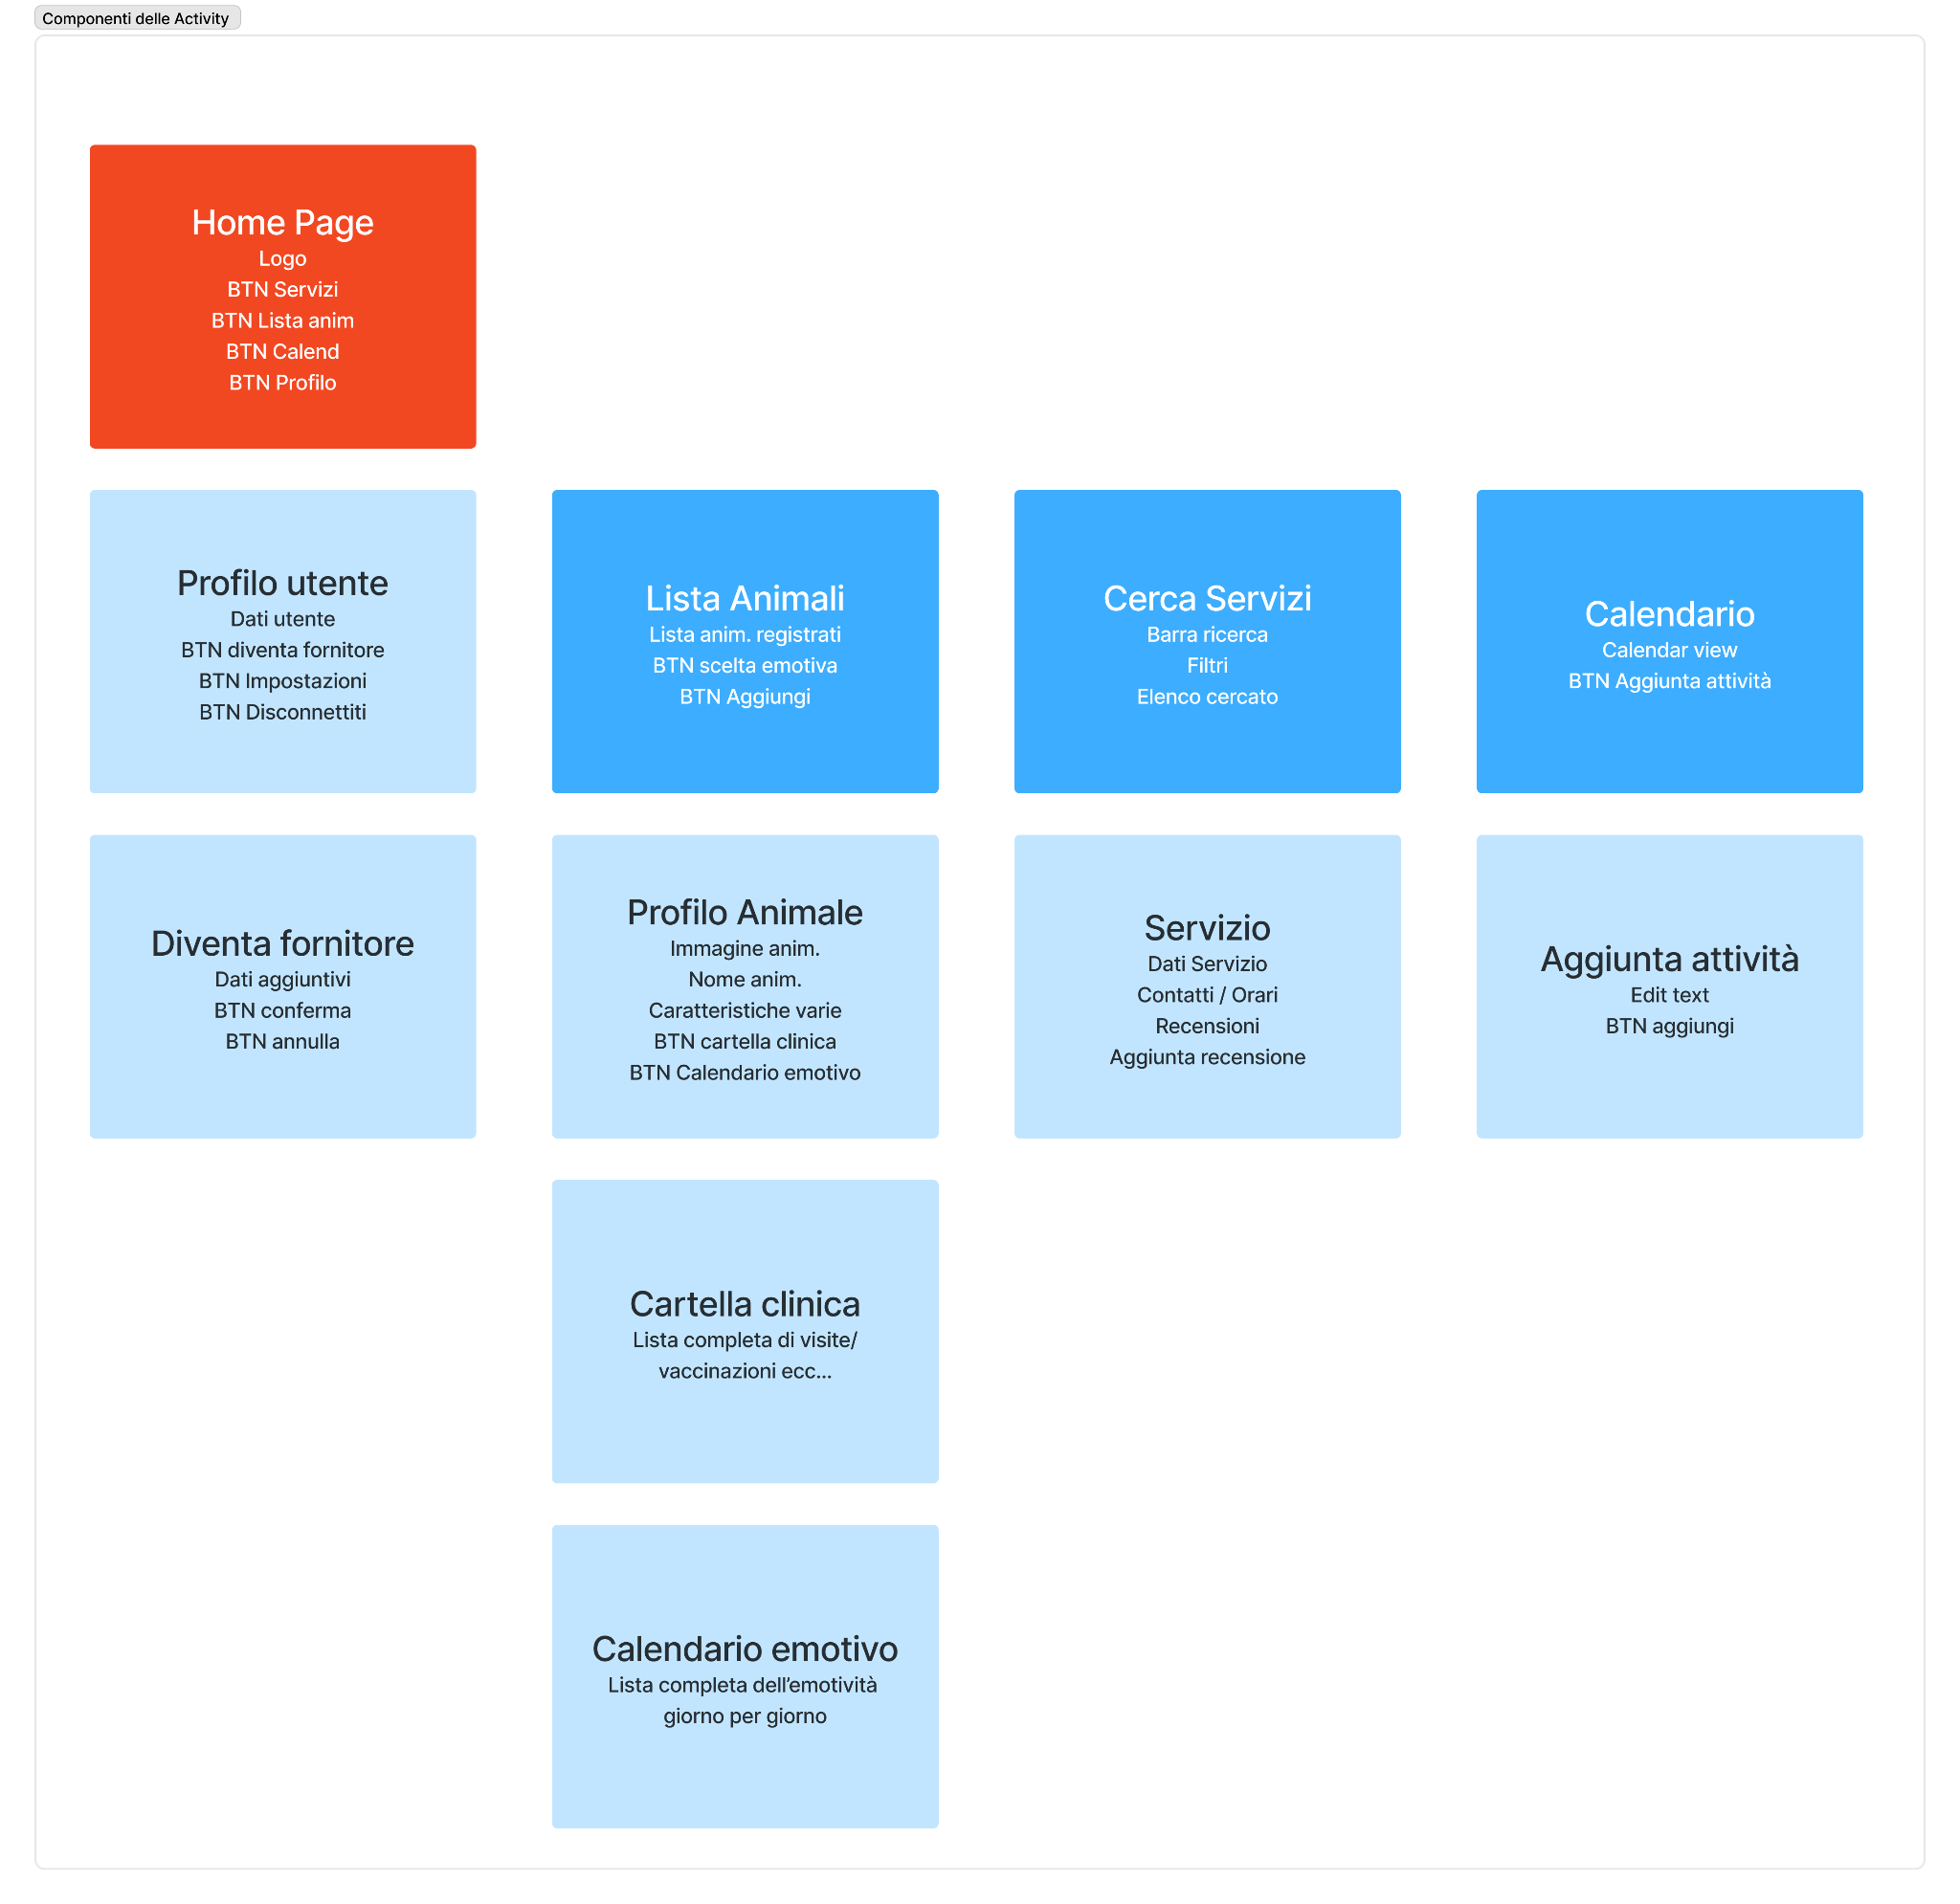 Componenti delle Activity
Home Page
Logo
BTN Servizi
BTN Lista anim
BTN Calend
BTN Profilo
Profilo utente
Dati utente
BTN diventa fornitore
BTN Impostazioni
BTN Disconnettiti
Lista Animali
Lista anim. registrati
BTN scelta emotiva
BTN Aggiungi
Cerca Servizi
Barra ricerca
Filtri
Elenco cercato
Calendario
Calendar view
BTN Aggiunta attività
Diventa fornitore
Dati aggiuntivi
BTN conferma
BTN annulla
Profilo Animale
Immagine anim.
Nome anim.
Caratteristiche varie
BTN cartella clinica
BTN Calendario emotivo
Servizio
Dati Servizio
Contatti / Orari
Recensioni
Aggiunta recensione
Aggiunta attività
Edit text
BTN aggiungi
Cartella clinica
Lista completa di visite/
vaccinazioni ecc...
Calendario emotivo
Lista completa dell'emotività
giorno per giorno